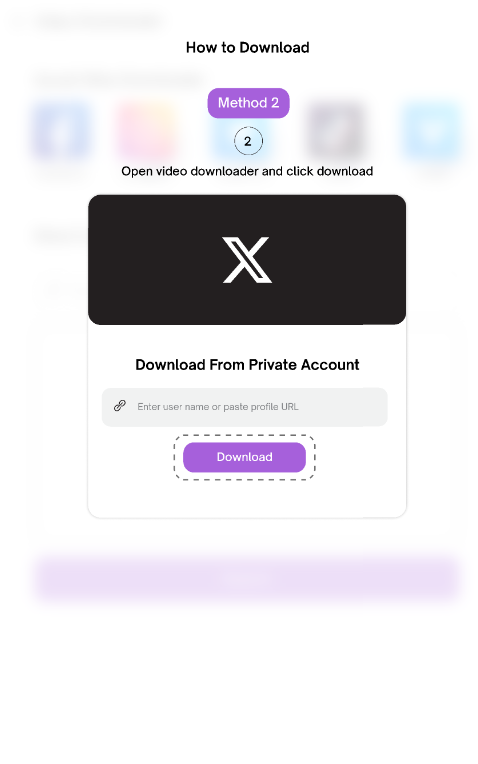 How to Download
Method 2
2
Open video downloader and click download
Download From Private Account
Enter user name or paste profile URL
Download